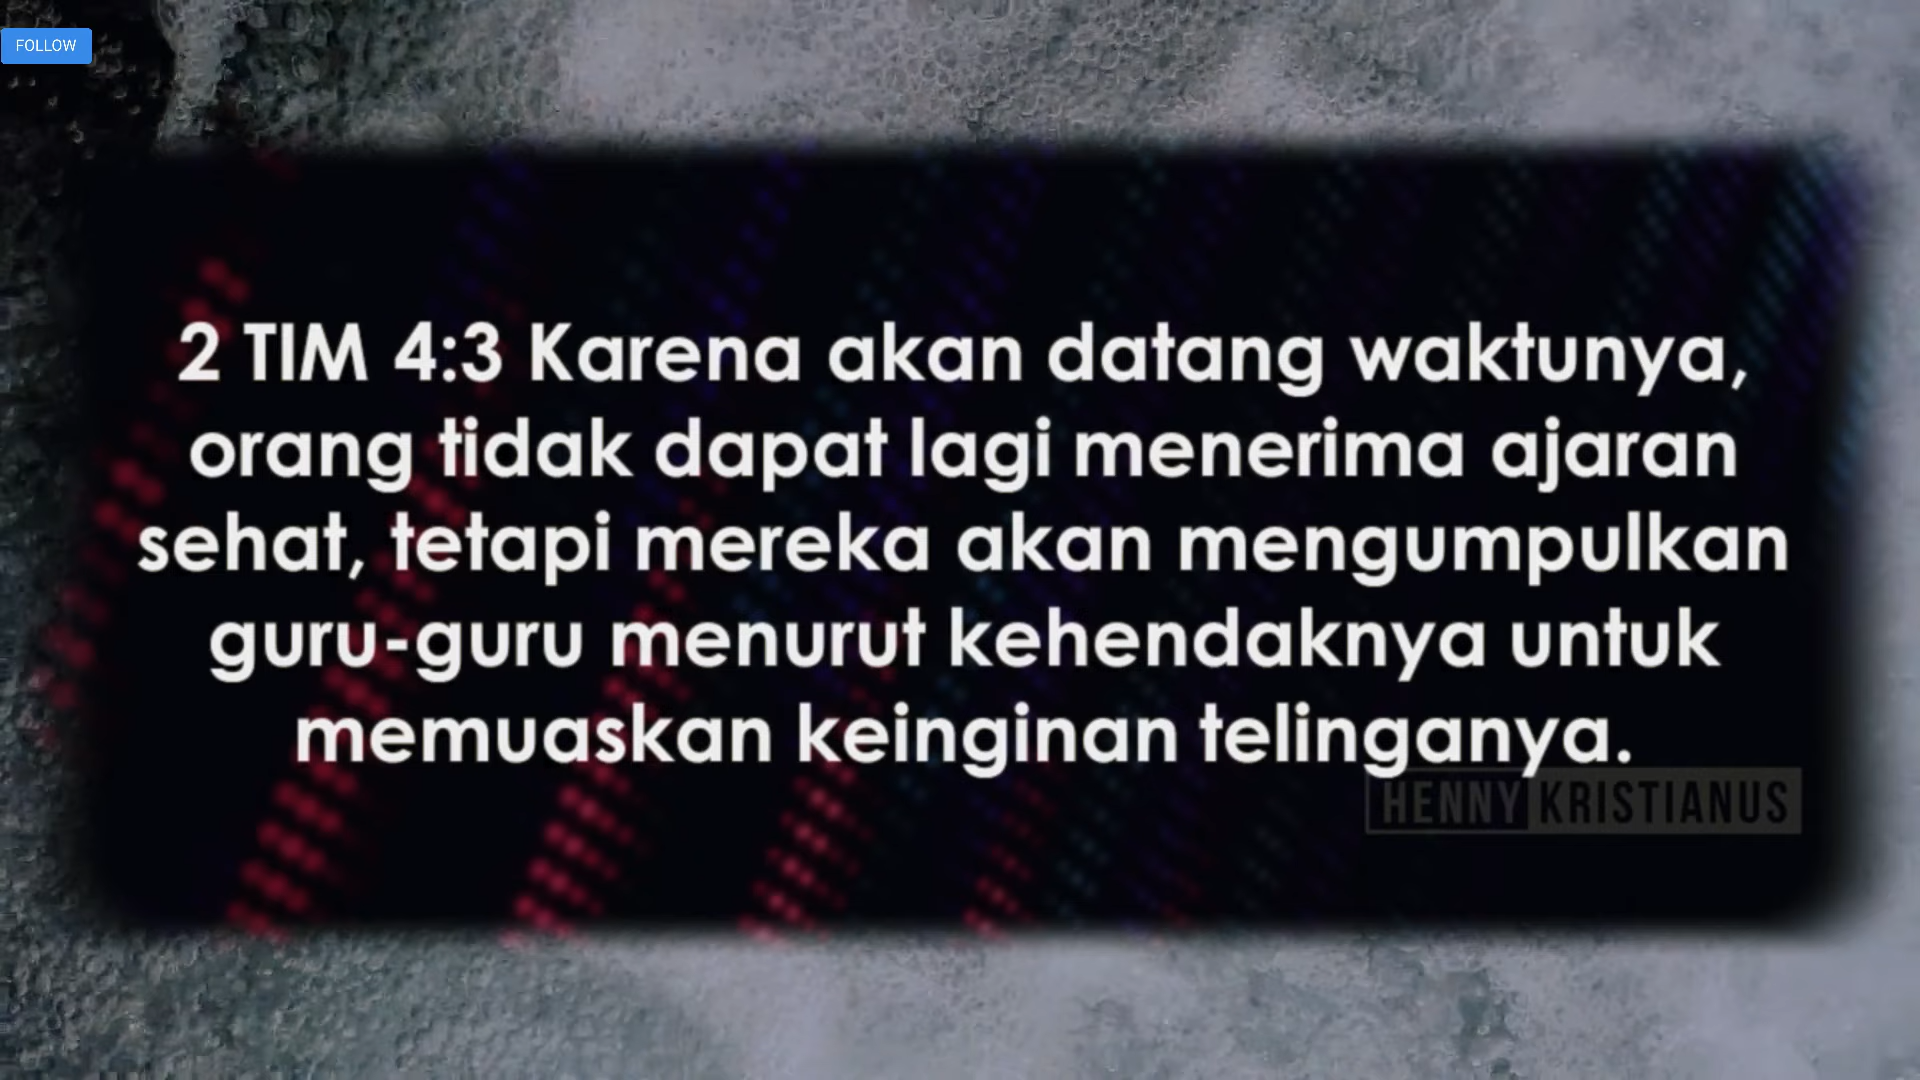 FOLLOW
2 TIM 4:3 Karena akan datang waktunya,
orang tidak dapat lagi menerima ajaran
sehat, tetapi mereka akan mengumpulkan
guru-guru menurut kehendaknya untuk
memuaskan keinginan telinganya.
HENNY KRISTIANUS